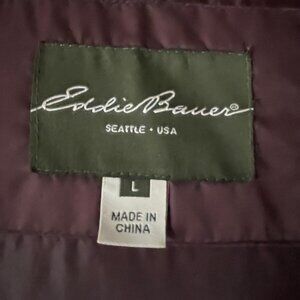 Eddie Bauer®
SEATTLE • USA
L
MADE IN
CHINA